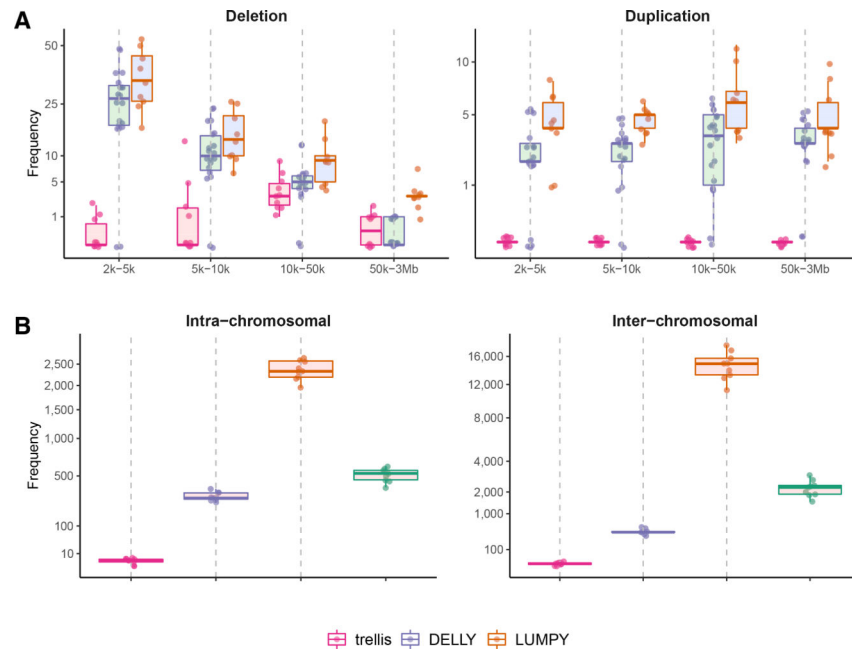 A
Deletion
Duplication
Frequency
50
25
10
5
1
10
5
1
2k−5k
5k−10k
10k−50k
50k−3Mb
2k−5k
5k−10k
10k−50k
50k−3Mb
B
Intra−chromosomal
Inter−chromosomal
Frequency
2,500
2,000
1,500
1,000
500
100
10
16,000
12,000
8,000
4,000
2,000
1,000
100
trellis
DELLY
LUMPY